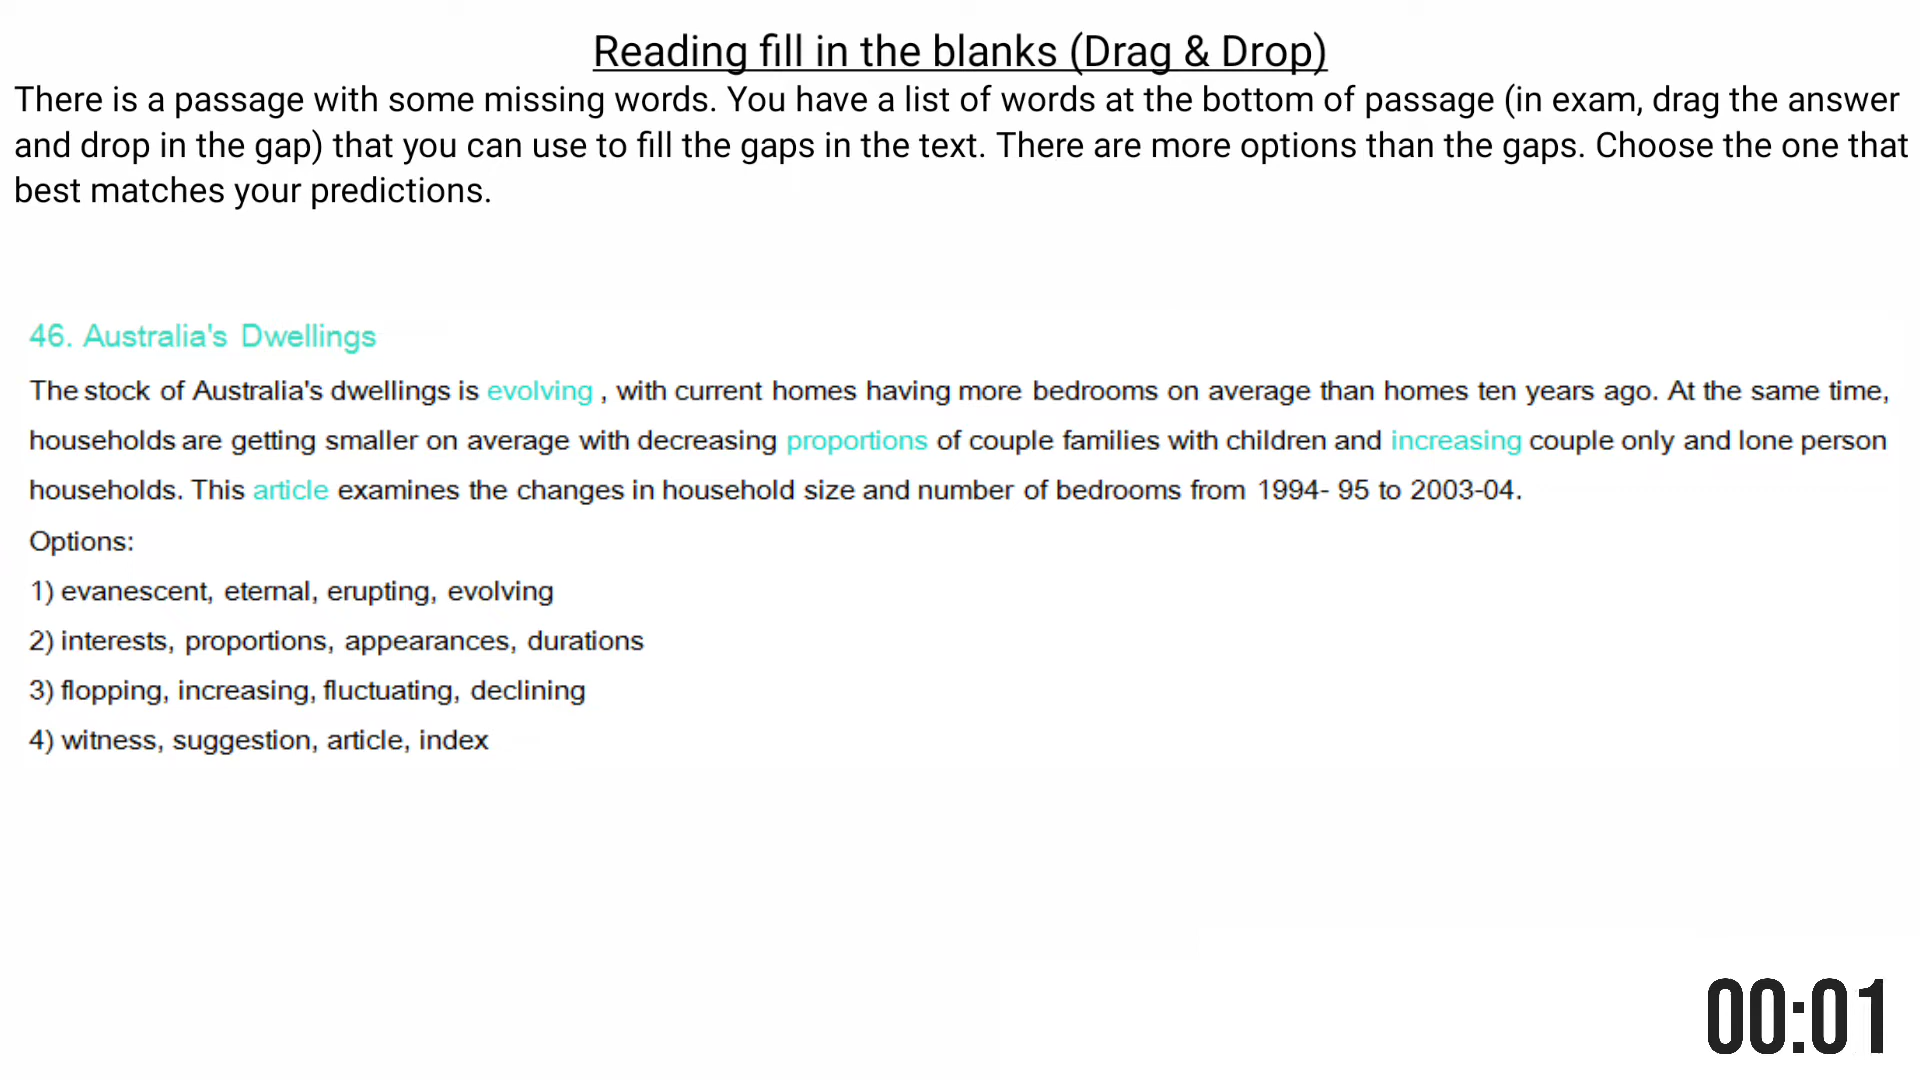 Reading fill in the blanks (Drag & Drop)
There is a passage with some missing words. You have a list of words at the bottom of passage (in exam, drag the answer
and drop in the gap) that you can use to fill the gaps in the text. There are more options than the gaps. Choose the one that
best matches your predictions.
46. Australia's Dwellings
The stock of Australia's dwellings is evolving , with current homes having more bedrooms on average than homes ten years ago. At the same time,
households are getting smaller on average with decreasing proportions of couple families with children and increasing couple only and lone person
households. This article examines the changes in household size and number of bedrooms from 1994- 95 to 2003-04.
Options:
1) evanescent, eternal, erupting, evolving
2) interests, proportions, appearances, durations
3) flopping, increasing, fluctuating, declining
4) witness, suggestion, article, index
00:01